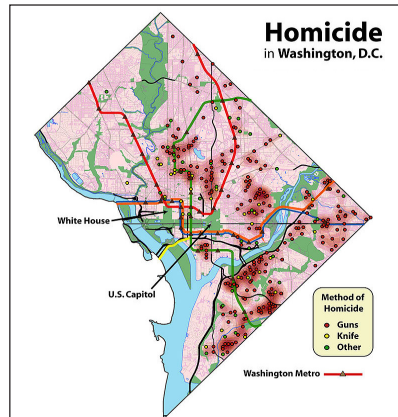 Homicide
in Washington, D.C.
White House
U.S. Capitol
Method of
Homicide
Guns
Knife
Other
Washington Metro